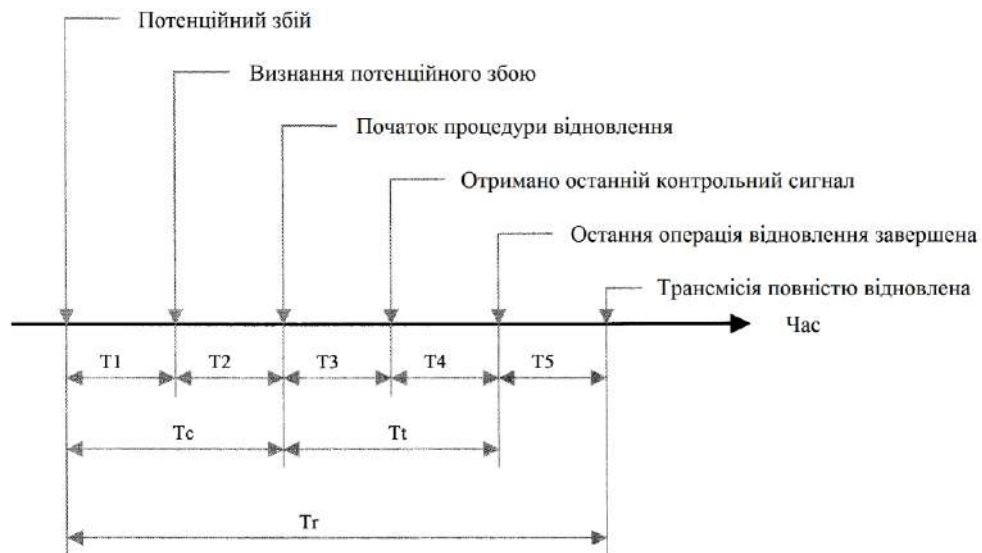 Потенційний збій
Визнання потенційного збою
Початок процедури відновлення
Отримано останній контрольний сигнал
Остання операція відновлення завершена
Трансмісія повністю відновлена
Час
T1 T2 T3 T4 T5
Tc Tt
Tr